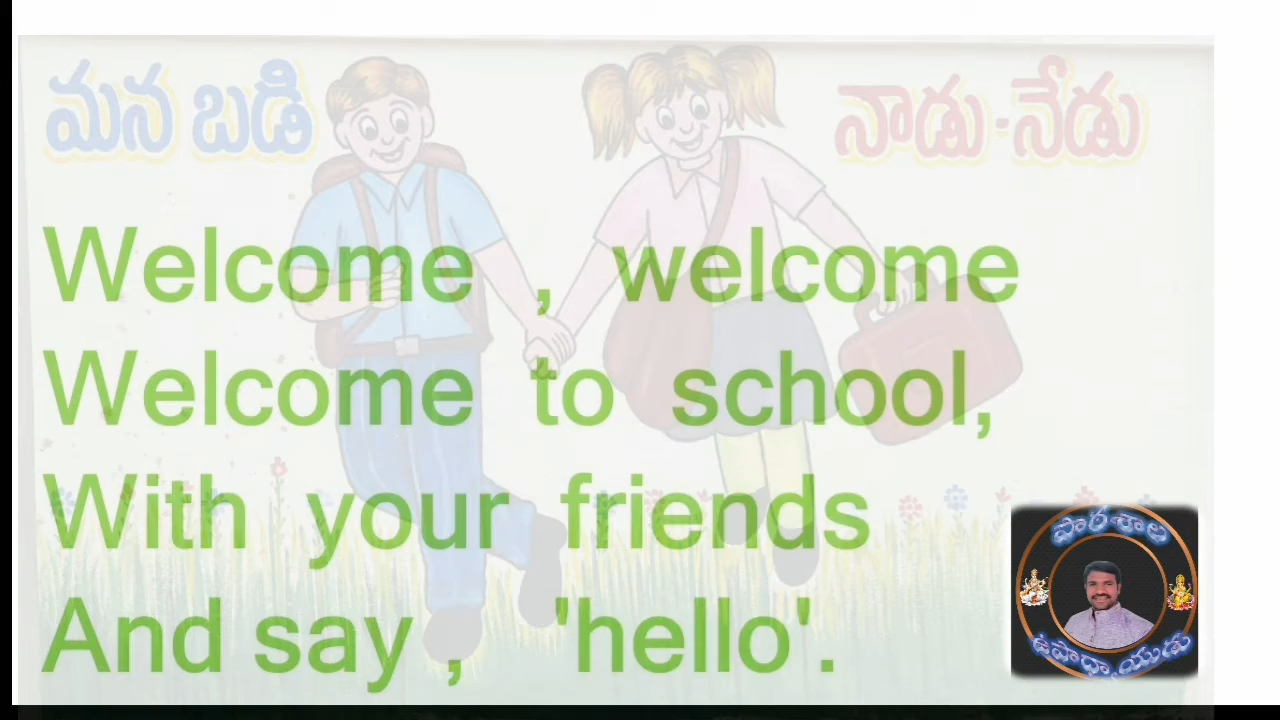 మన బడి నాడు-నేడు
Welcome , welcome
Welcome to school,
With your friends
And say , 'hello'.
పాఠశాల
ఉపాధ్యాయుడు